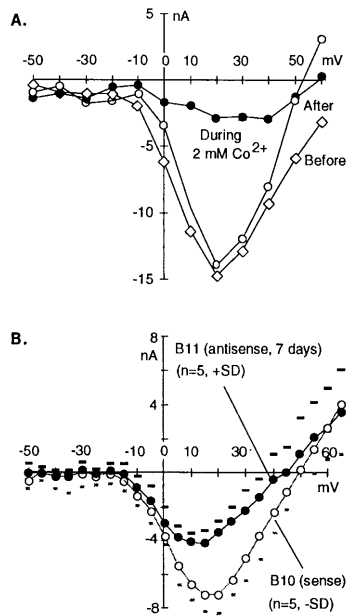 A.
5
nA
-50
-30
-10
10
30
50
mV
After
During
2 mM Co2+
Before
-5
-10
-15
B.
8
nA
B11 (antisense, 7 days)
(n=5, +SD)
4
-50
-30
-10
0
10
30
60
mV
-4
B10 (sense)
(n=5, -SD)
-8